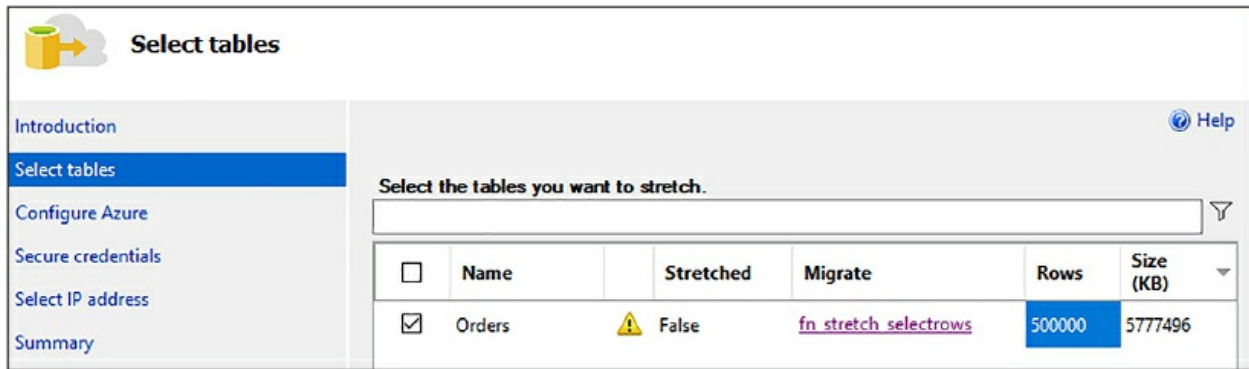 Select tables
Introduction
Help
Select tables
Select the tables you want to stretch.
Configure Azure
Secure credentials
Name Stretched Migrate Rows Size (KB)
Select IP address
Orders False fn_stretch_selectrows 500000 5777496
Summary